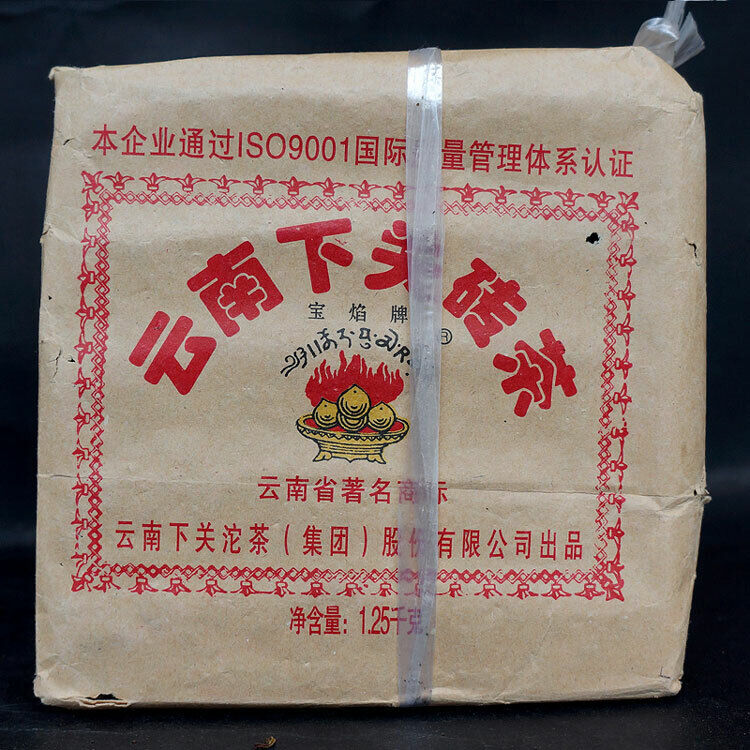 本企业通过ISO9001国际质量管理体系认证
云南下关砖茶
宝焰牌
®
云南省著名商标
云南下关沱茶（集团）股份有限公司出品
净含量：1.25千克